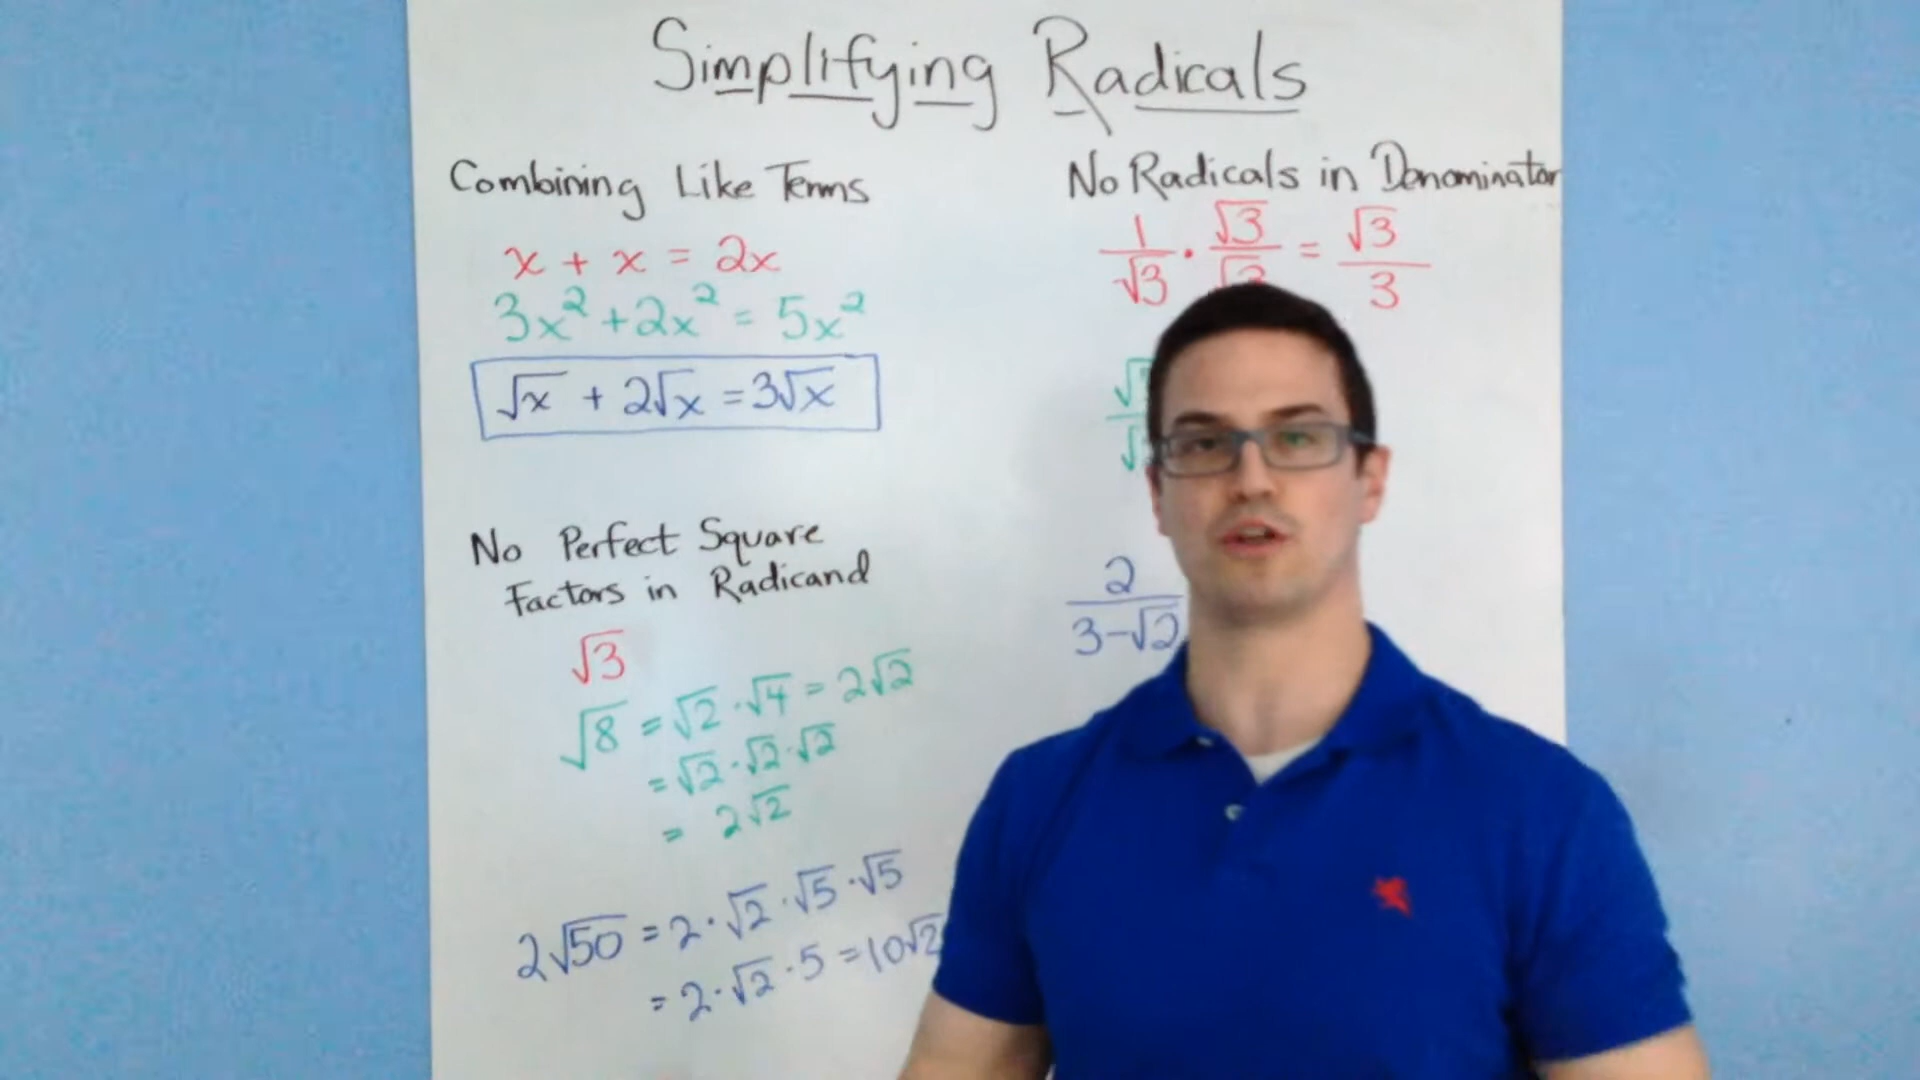 Simplifying Radicals
Combining Like Terms
x + x = 2x
3x² + 2x² = 5x²
√x + 2√x = 3√x
No Perfect Square
Factors in Radicand
√3
√8 = √2 · √4 = 2√2
= √2 · √2 · √2
= 2√2
2√50 = 2 · √2 · √5 · √5
= 2 · √2 · 5 = 10√2
No Radicals in Denominator
1/√3 · √3/√3 = √3/3
2/3-√2